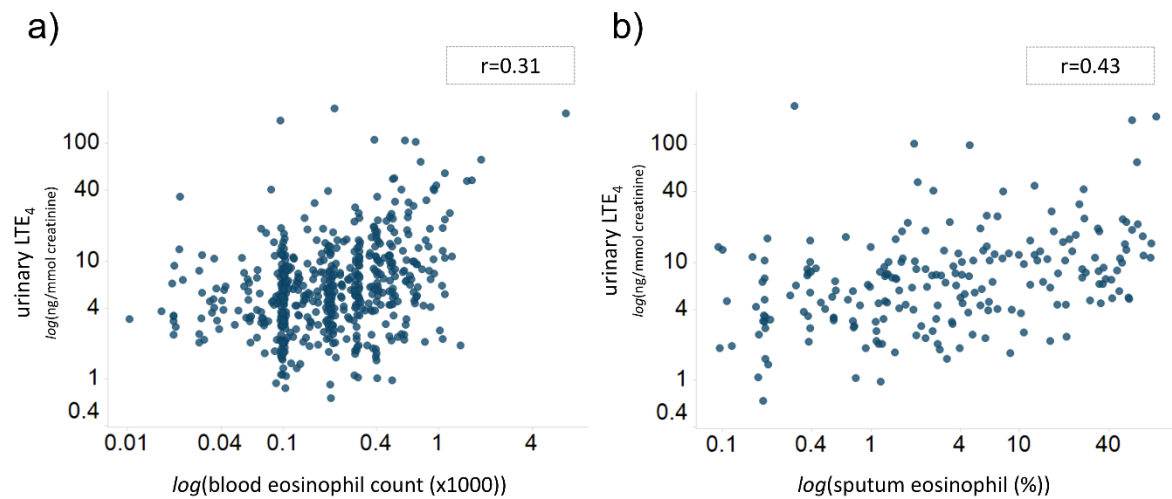 a)
r=0.31
urinary LTE₄
log(ng/mmol creatinine)
100
40
10
4
1
0.4
0.01 0.04 0.1 0.4 1 4
log(blood eosinophil count (x1000))
b)
r=0.43
urinary LTE₄
log(ng/mmol creatinine)
100
40
10
4
1
0.4
0.1 0.4 1 4 10 40
log(sputum eosinophil (%))